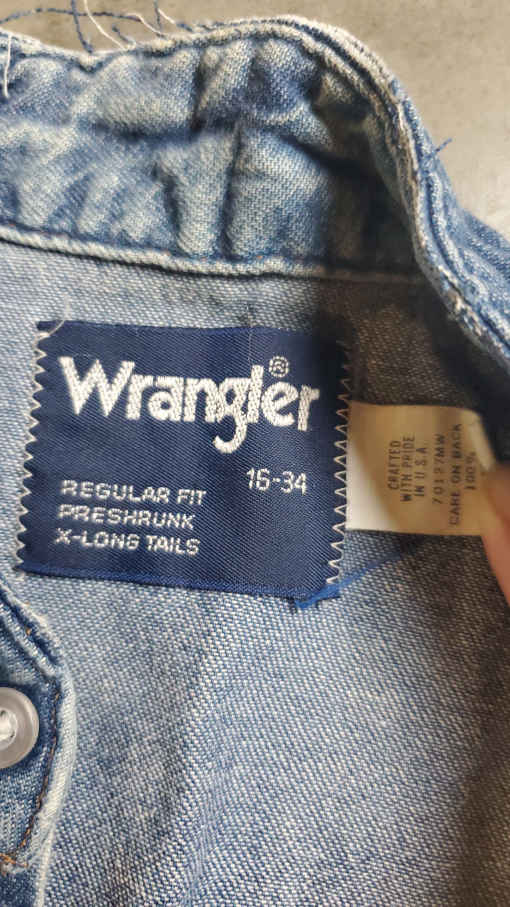 Wrangler®
16-34
REGULAR FIT
PRESHRUNK
X-LONG TAILS
CRAFTED
WITH PRIDE
IN U.S.A.
70127MW
CARE ON BACK
100%